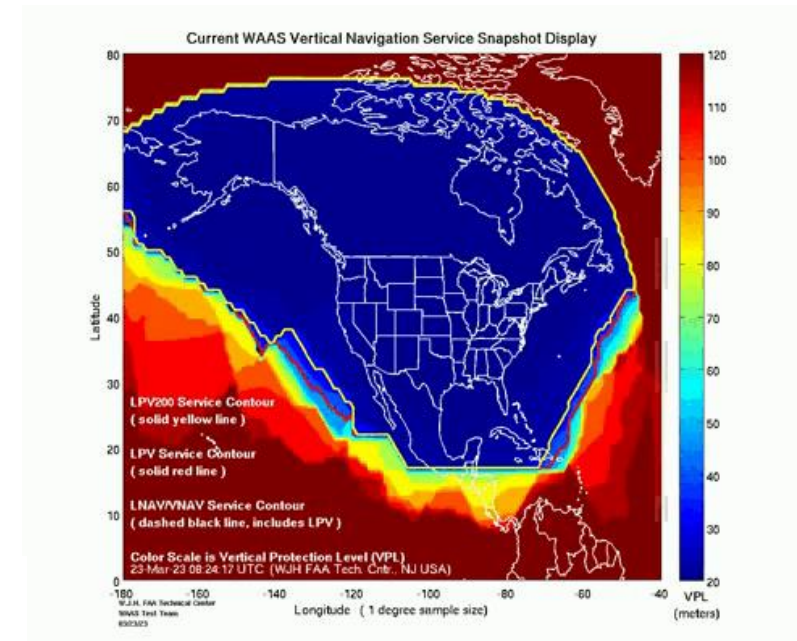 Current WAAS Vertical Navigation Service Snapshot Display
80
70
60
50
40
30
20
10
0
Latitude
-180
-160
-140
-120
-100
-80
-60
-40
Longitude ( 1 degree sample size)
LPV200 Service Contour
( solid yellow line )
LPV Service Contour
( solid red line )
LNAV/VNAV Service Contour
( dashed black line, includes LPV )
Color Scale is Vertical Protection Level (VPL)
23-Mar-23 08:24:17 UTC (WJH FAA Tech. Cntr., NJ USA)
W.J.H. FAA Technical Center
WAAS Test Team
03/23/23
120
110
100
90
80
70
60
50
40
30
20
VPL
(meters)